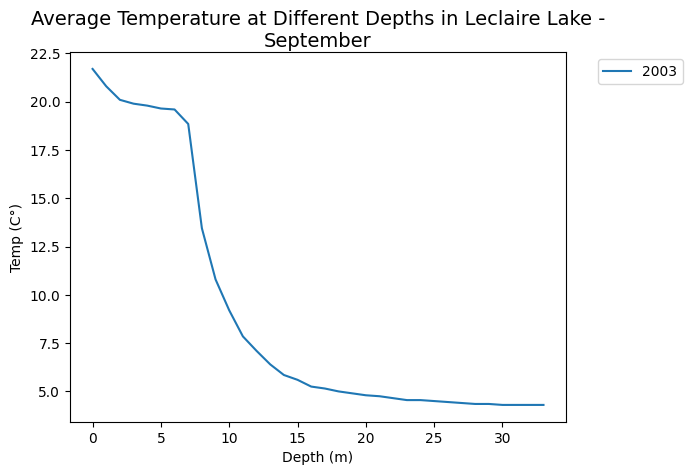 Average Temperature at Different Depths in Leclaire Lake -
September
2003
22.5
20.0
17.5
15.0
12.5
10.0
7.5
5.0
Temp (C°)
0 5 10 15 20 25 30
Depth (m)